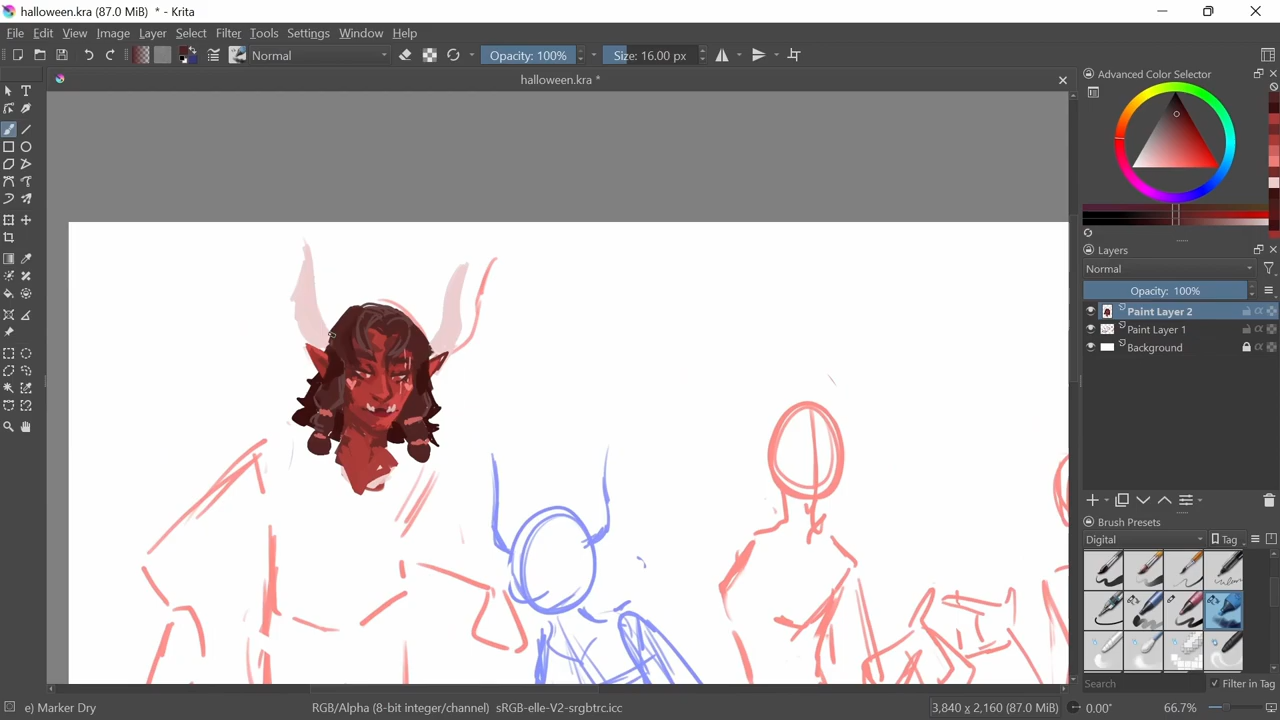 halloween.kra (87.0 MiB) * - Krita
File Edit View Image Layer Select Filter Tools Settings Window Help
Normal Opacity: 100% Size: 16.00 px
halloween.kra *
Advanced Color Selector
Layers
Normal
Opacity: 100%
Paint Layer 2
Paint Layer 1
Background
Brush Presets
Digital Tag
Search Filter in Tag
e) Marker Dry RGB/Alpha (8-bit integer/channel) sRGB-elle-V2-srgbtrc.icc 3,840 x 2,160 (87.0 MiB) 0.00° 66.7%